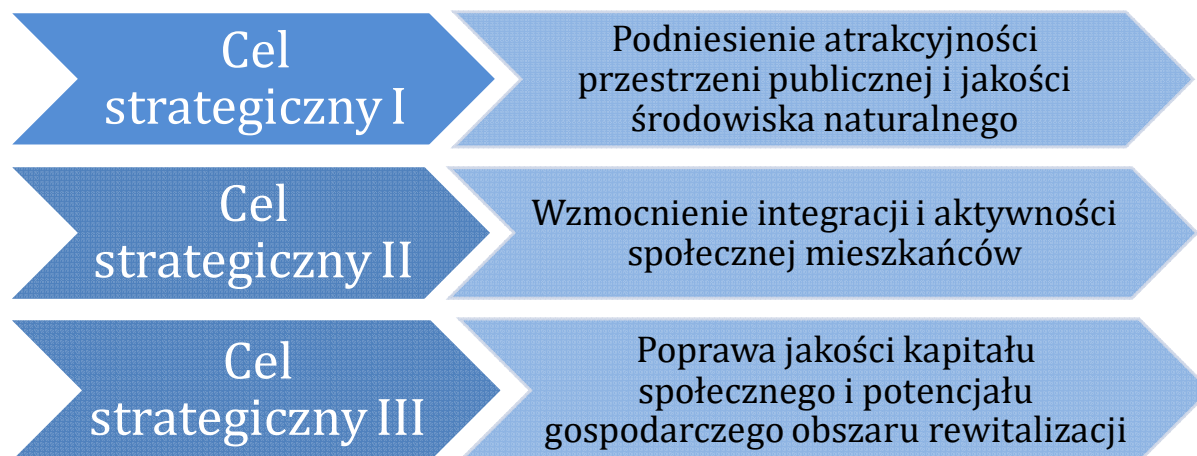 Cel
strategiczny I
Podniesienie atrakcyjności
przestrzeni publicznej i jakości
środowiska naturalnego
Cel
strategiczny II
Wzmocnienie integracji i aktywności
społecznej mieszkańców
Cel
strategiczny III
Poprawa jakości kapitału
społecznego i potencjału
gospodarczego obszaru rewitalizacji